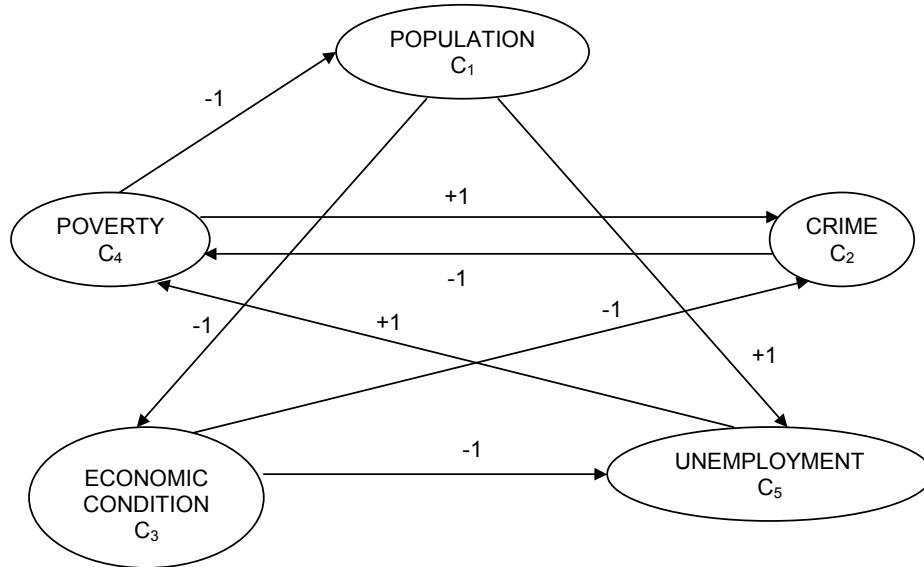 POPULATION
C₁
-1
POVERTY
C₄
+1
CRIME
C₂
-1
-1
+1
-1
+1
ECONOMIC
CONDITION
C₃
-1
UNEMPLOYMENT
C₅